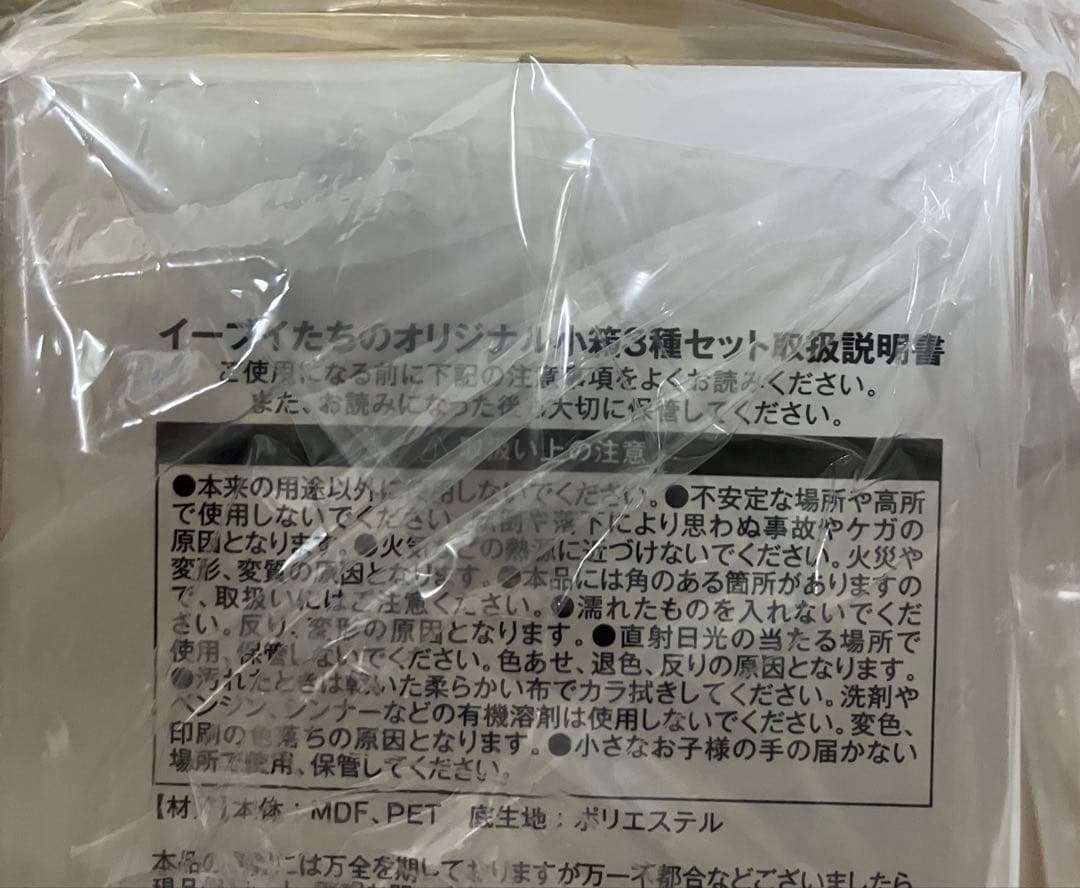 イーブイたちのオリジナル小箱3種セット取扱説明書
ご使用になる前に下記の注意事項をよくお読みください。
また、お読みになった後も大切に保管してください。
⚠取扱い上の注意
●本来の用途以外に使用しないでください。●不安定な場所や高所
で使用しないでください。転倒や落下により思わぬ事故やケガの
原因となります。●火気などの熱源に近づけないでください。火災や
変形、変質の原因となります。●本品には角のある箇所がありますの
で、取扱いにはご注意ください。●濡れたものを入れないでくだ
さい。反り、変形の原因となります。●直射日光の当たる場所で
使用、保管しないでください。色あせ、退色、反りの原因となります。
●汚れたときは乾いた柔らかい布でカラ拭きしてください。洗剤や
ベンジン、シンナーなどの有機溶剤は使用しないでください。変色、
印刷の色落ちの原因となります。●小さなお子様の手の届かない
場所で使用、保管してください。
【材 】本体：MDF、PET 底生地：ポリエステル
本品の には万全を期しておりますが万一不都合などございましたら